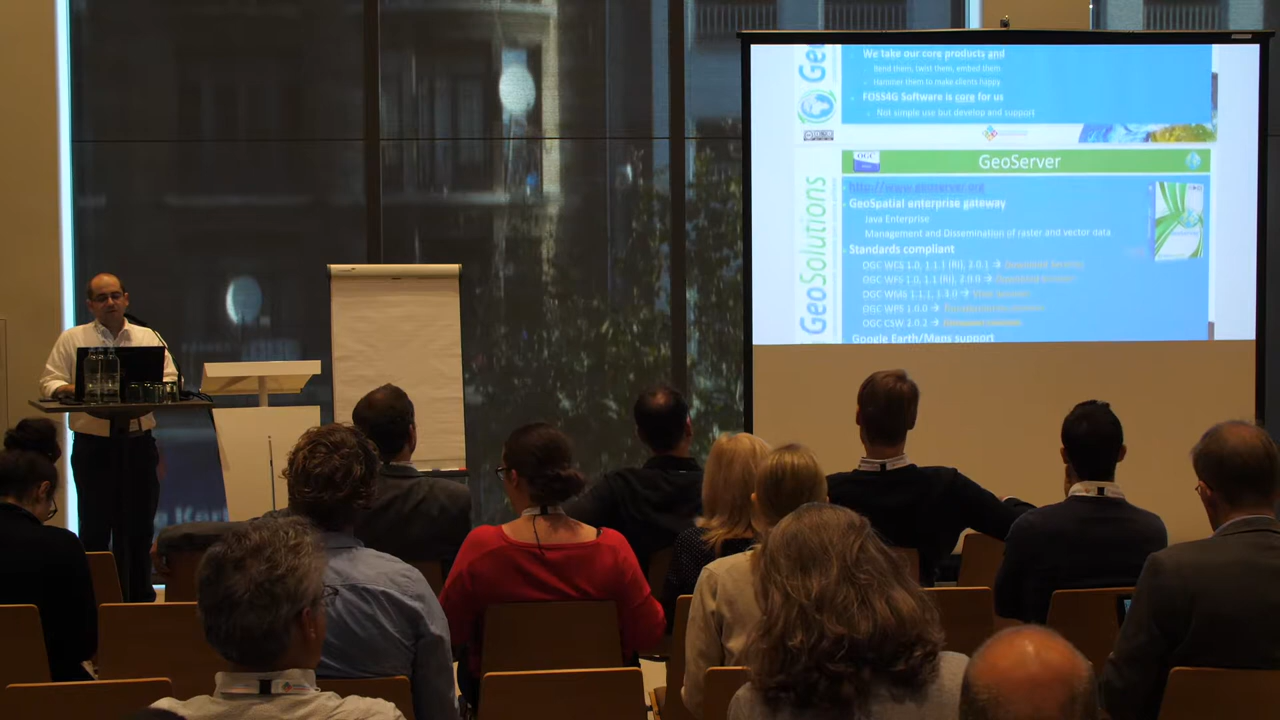 Geo
We take our core products and
Bend them, twist them, embed them
Hammer them to make clients happy
FOSS4G Software is core for us
Not simple use but develop and support
OGC
GeoServer
GeoSolutions
http://www.geoserver.org
GeoSpatial enterprise gateway
Java Enterprise
Management and Dissemination of raster and vector data
Standards compliant
OGC WCS 1.0, 1.1.1 (RI), 2.0.1 →
OGC WFS 1.0, 1.1 (RI), 2.0.0 →
OGC WMS 1.1.1, 1.3.0 →
OGC WPS 1.0.0 →
OGC CSW 2.0.2 →
Google Earth/Maps support